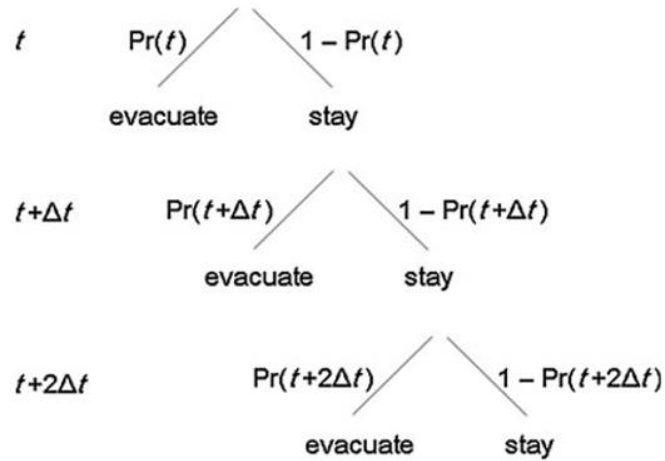 t Pr(t) 1 – Pr(t)
evacuate stay
t+Δt Pr(t+Δt) 1 – Pr(t+Δt)
evacuate stay
t+2Δt Pr(t+2Δt) 1 – Pr(t+2Δt)
evacuate stay